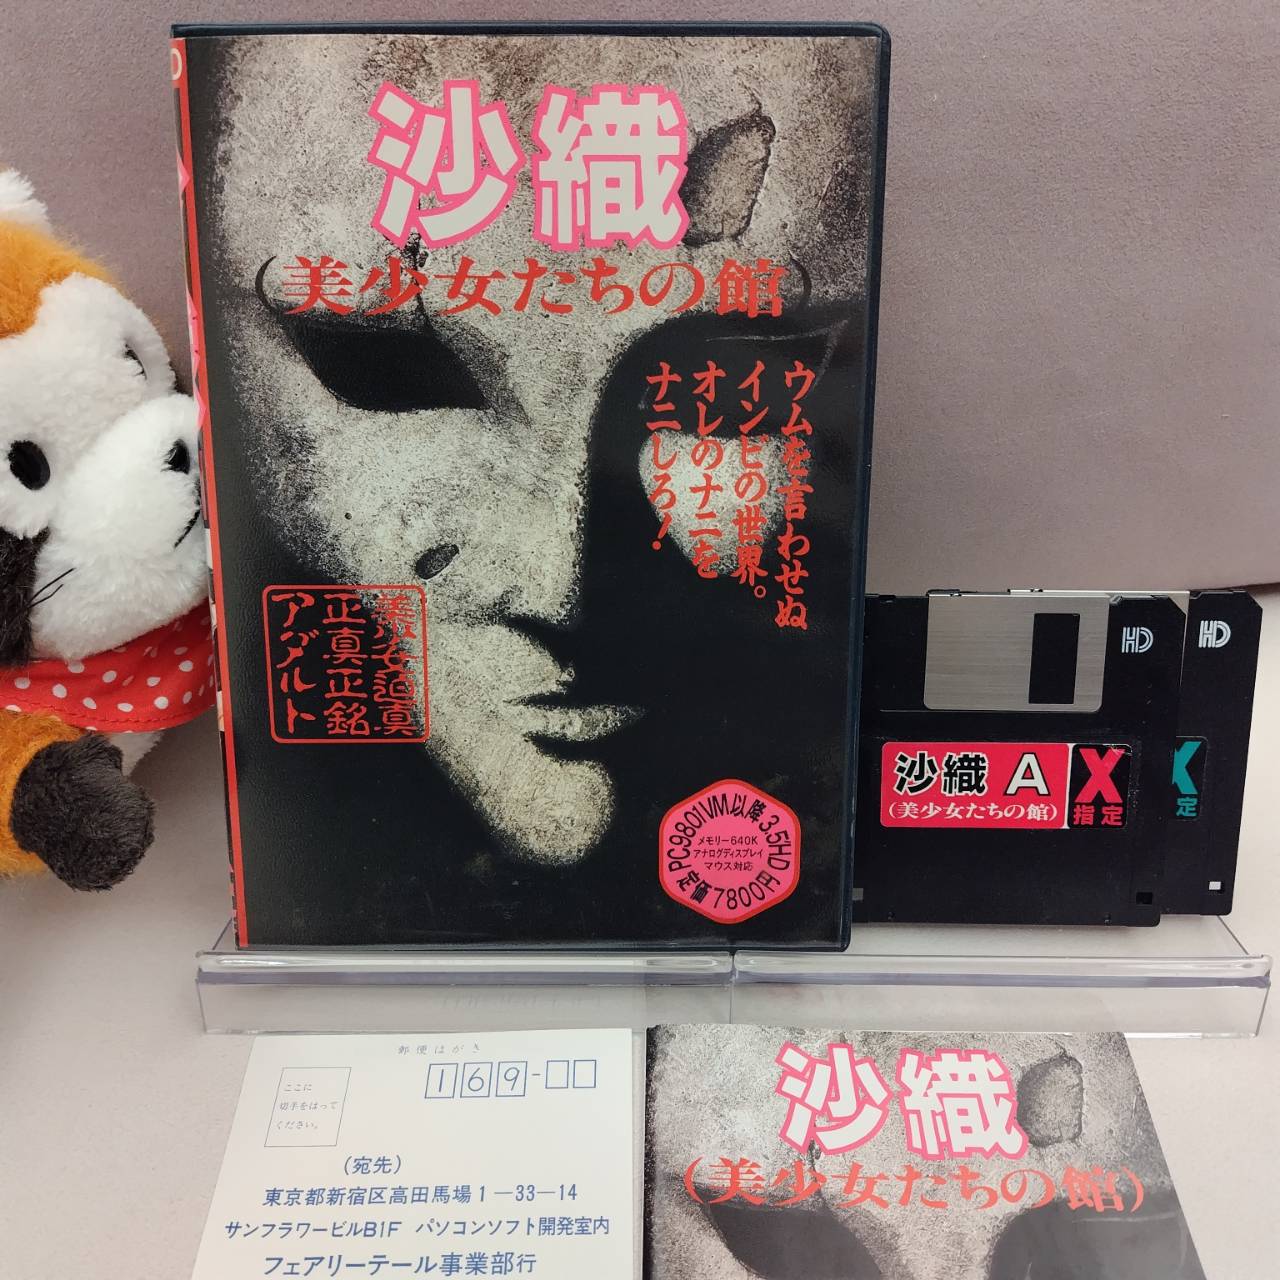 沙織
(美少女たちの館)
ウムを言わせぬ
インビの世界。
オレのナニを
ナニしろ！
美少女迫真
正真正銘
アダルト
PC9801VM以降3.5'HD
メモリー640K
アナログディスプレイ
マウス対応
定価7800円
HD
HD
沙織 A
(美少女たちの館)
X
指定
X
定
郵便はがき
169-
ここに
切手をはって
ください。
(宛先)
東京都新宿区高田馬場1-33-14
サンフラワービルB1F パソコンソフト開発室内
フェアリーテール事業部行
沙織
(美少女たちの館)